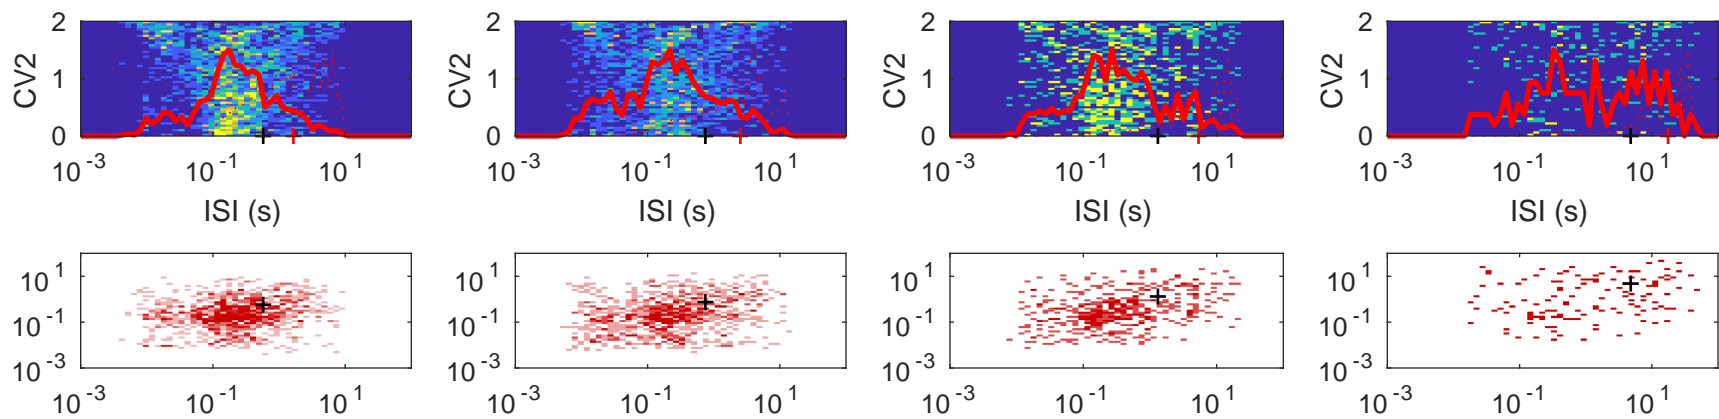 2 2 2 2
CV2 CV2 CV2 CV2
1 1 1 1
0 0 0 0
10^-3 10^-1 10^1 10^-3 10^-1 10^1 10^-3 10^-1 10^1 10^-3 10^-1 10^1
ISI (s) ISI (s) ISI (s) ISI (s)
10^1 10^1 10^1 10^1
10^-1 10^-1 10^-1 10^-1
10^-3 10^-3 10^-3 10^-3
10^-3 10^-1 10^1 10^-3 10^-1 10^1 10^-3 10^-1 10^1 10^-3 10^-1 10^1